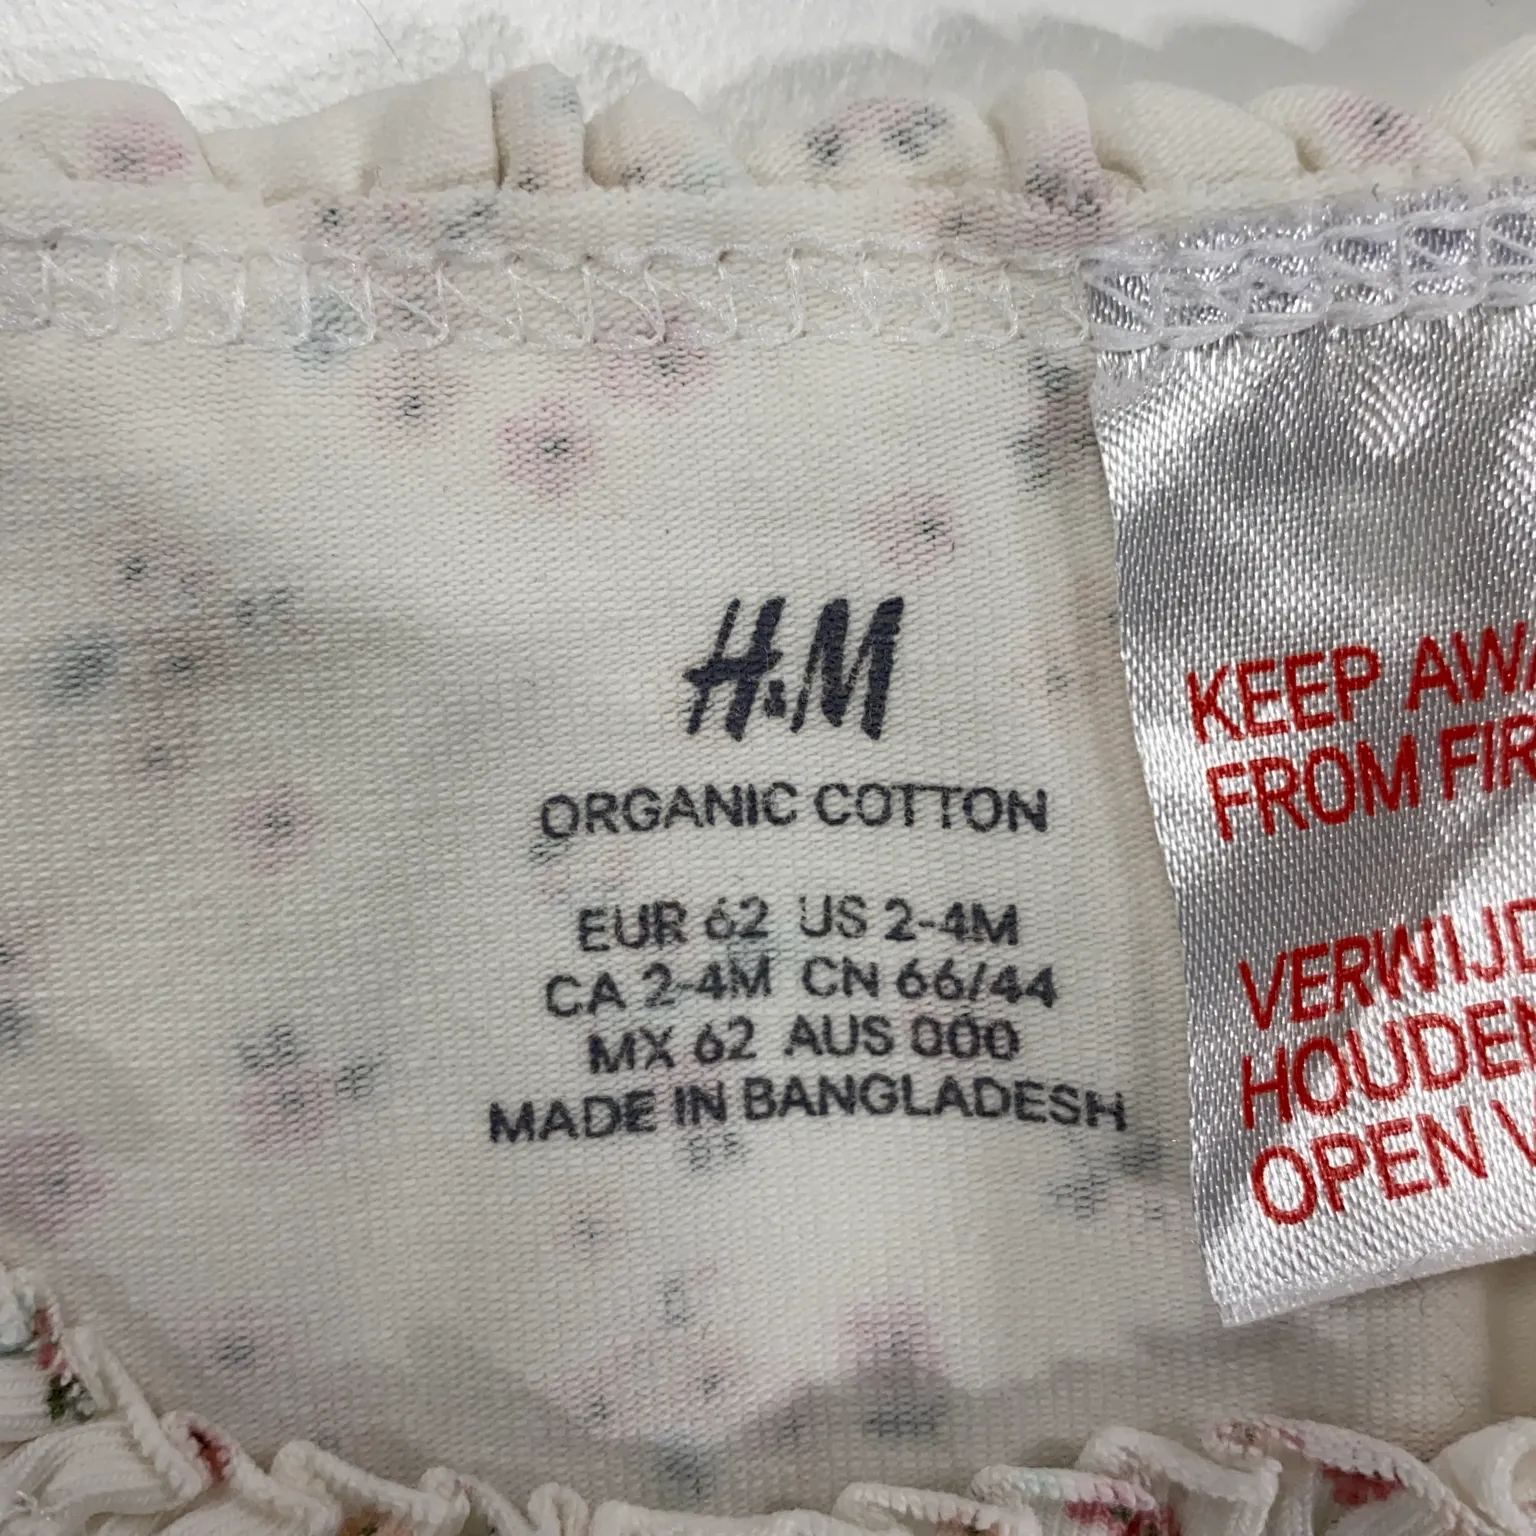 H&M
ORGANIC COTTON
EUR 62 US 2-4M
CA 2-4M CN 66/44
MX 62 AUS 000
MADE IN BANGLADESH
KEEP AWA
FROM FIR
VERWIJD
HOUDEN
OPEN V